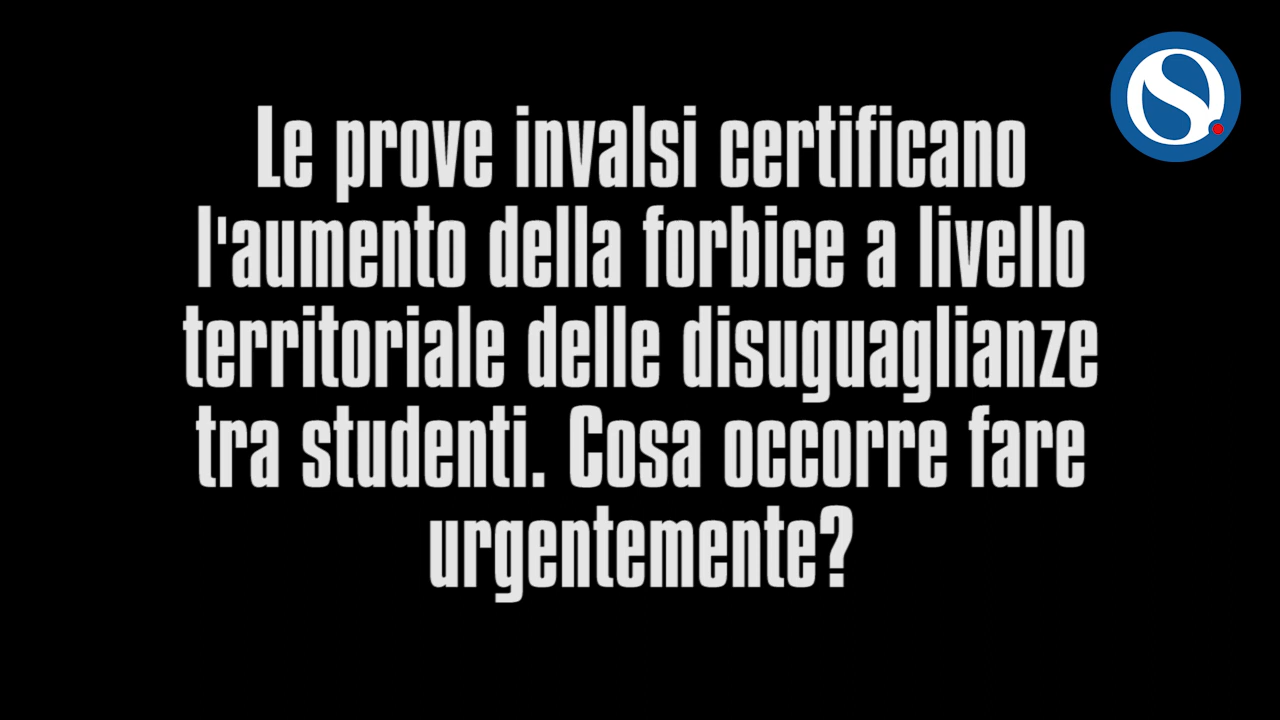 Le prove invalsi certificano
l'aumento della forbice a livello
territoriale delle disuguaglianze
tra studenti. Cosa occorre fare
urgentemente?
S